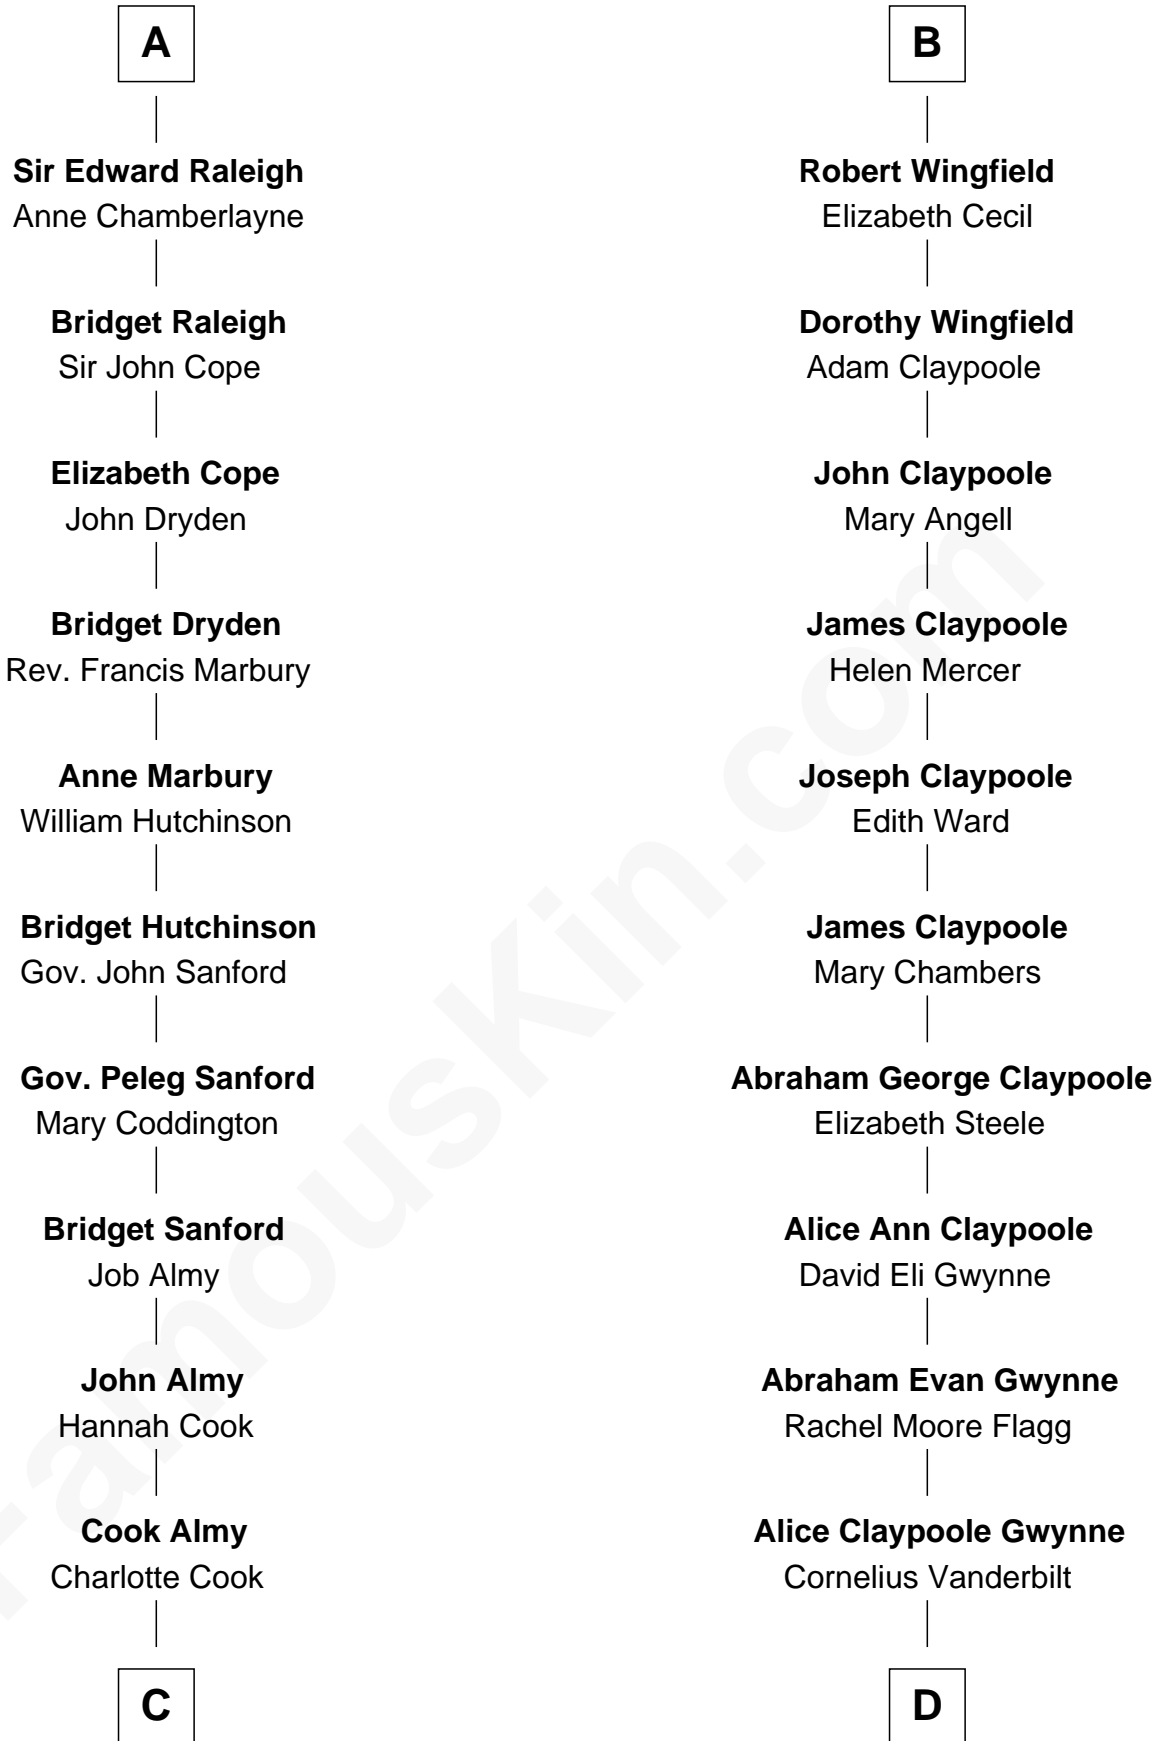 A
Sir Edward Raleigh
Anne Chamberlayne
Bridget Raleigh
Sir John Cope
Elizabeth Cope
John Dryden
Bridget Dryden
Rev. Francis Marbury
Anne Marbury
William Hutchinson
Bridget Hutchinson
Gov. John Sanford
Gov. Peleg Sanford
Mary Coddington
Bridget Sanford
Job Almy
John Almy
Hannah Cook
Cook Almy
Charlotte Cook
C
B
Robert Wingfield
Elizabeth Cecil
Dorothy Wingfield
Adam Claypoole
John Claypoole
Mary Angell
James Claypoole
Helen Mercer
Joseph Claypoole
Edith Ward
James Claypoole
Mary Chambers
Abraham George Claypoole
Elizabeth Steele
Alice Ann Claypoole
David Eli Gwynne
Abraham Evan Gwynne
Rachel Moore Flagg
Alice Claypoole Gwynne
Cornelius Vanderbilt
D
FamousKin.com